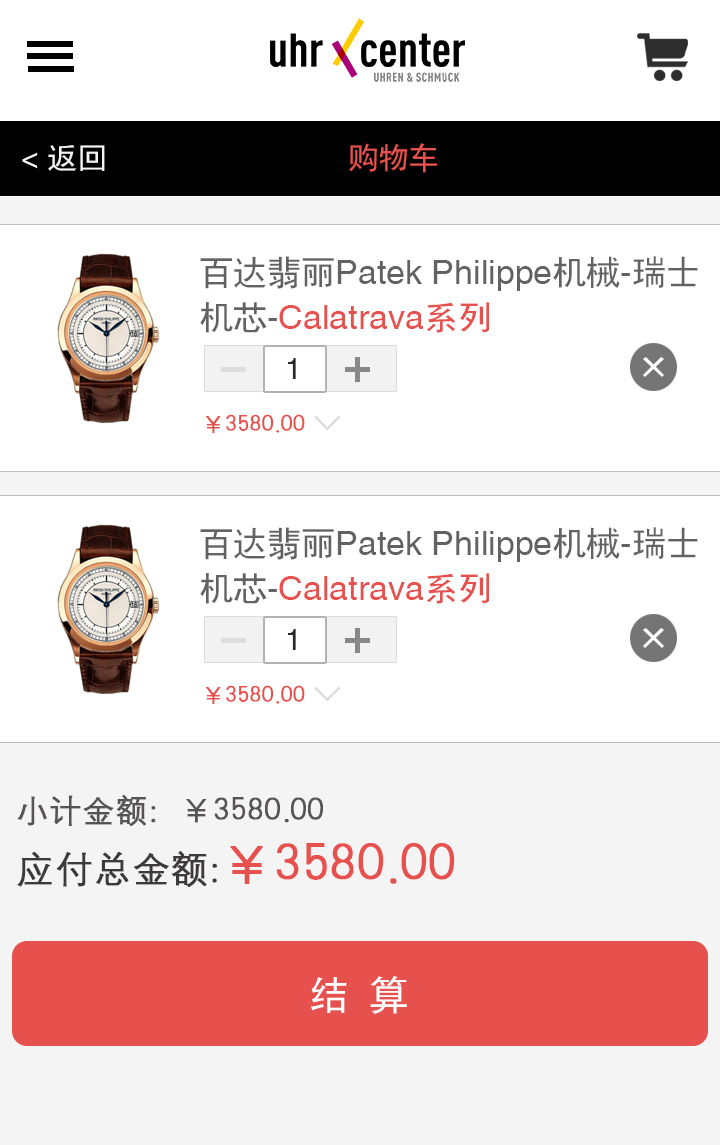 uhr center
UHREN & SCHMUCK
< 返回
购物车
百达翡丽Patek Philippe机械-瑞士
机芯-Calatrava系列
1
¥3580.00
百达翡丽Patek Philippe机械-瑞士
机芯-Calatrava系列
1
¥3580.00
小计金额: ¥3580.00
应付总金额:¥3580.00
结 算